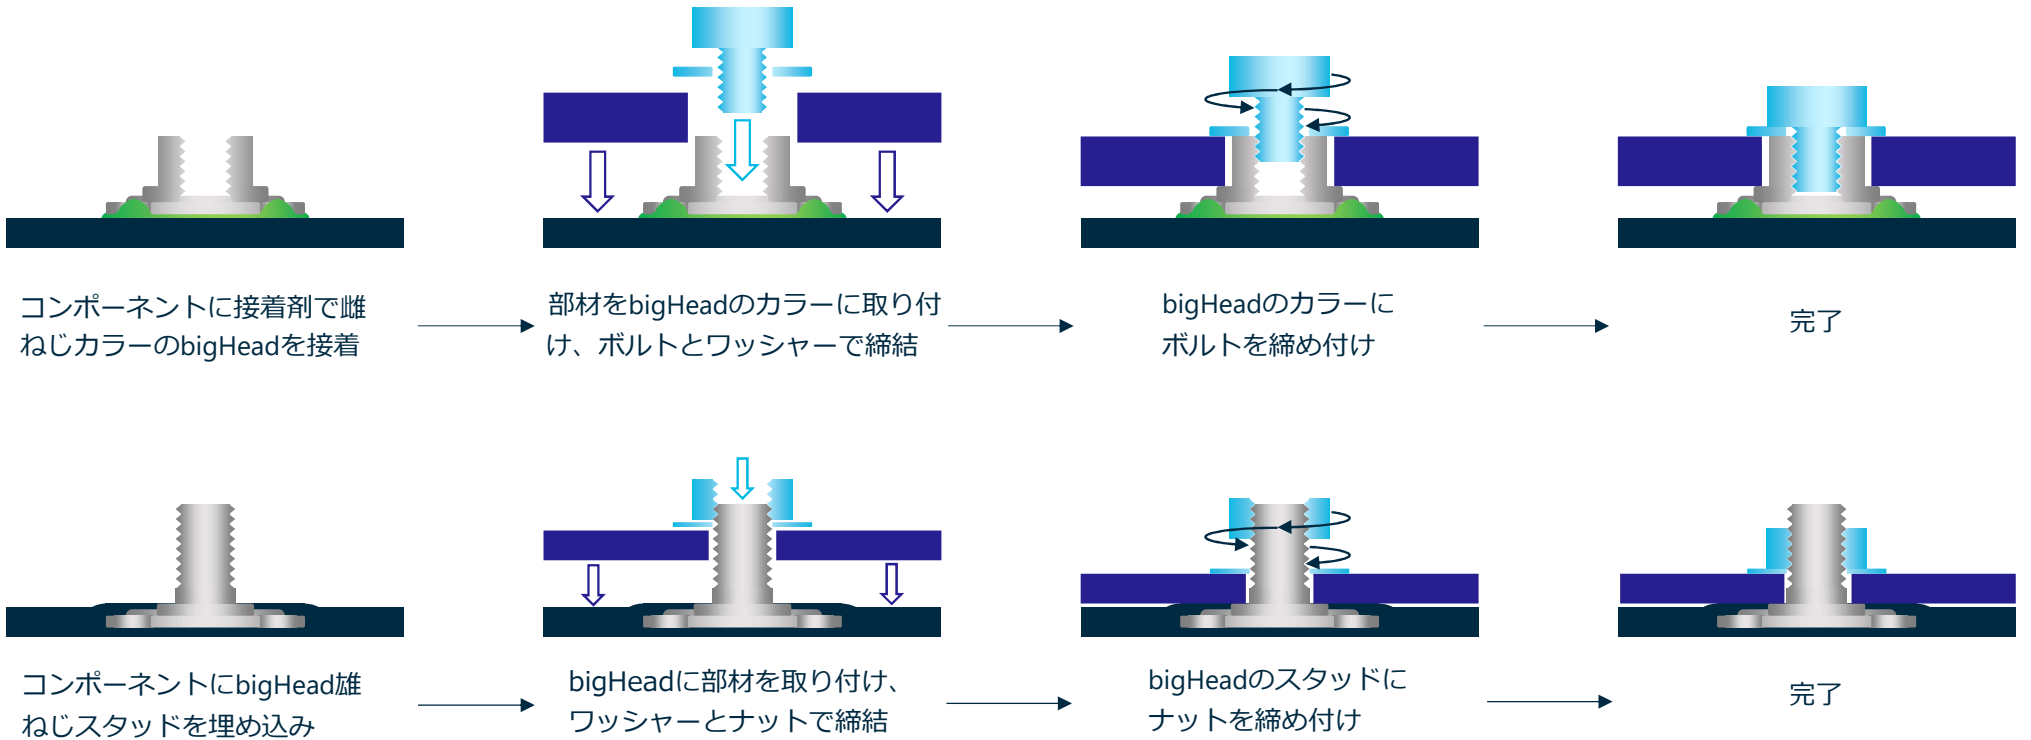 コンポーネントに接着剤で雌
ねじカラーのbigHeadを接着
部材をbigHeadのカラーに取り付
け、ボルトとワッシャーで締結
bigHeadのカラーに
ボルトを締め付け
完了
コンポーネントにbigHead雄
ねじスタッドを埋め込み
bigHeadに部材を取り付け、
ワッシャーとナットで締結
bigHeadのスタッドに
ナットを締め付け
完了